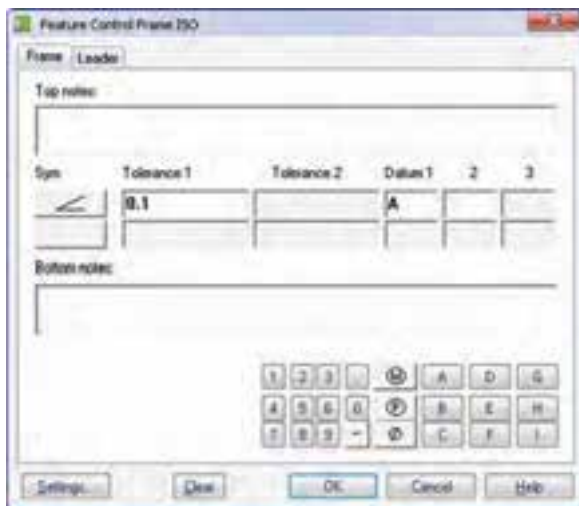 Feature Control Frame ISO
Frame Leader
Top notes:
Sym Tolerance 1 Tolerance 2 Datum 1 2 3
0.1 A
Bottom notes:
1 2 3 . Ⓜ A D G
4 5 6 0 Ⓟ B E H
7 8 9 - Ø C F I
Settings... Clear OK Cancel Help